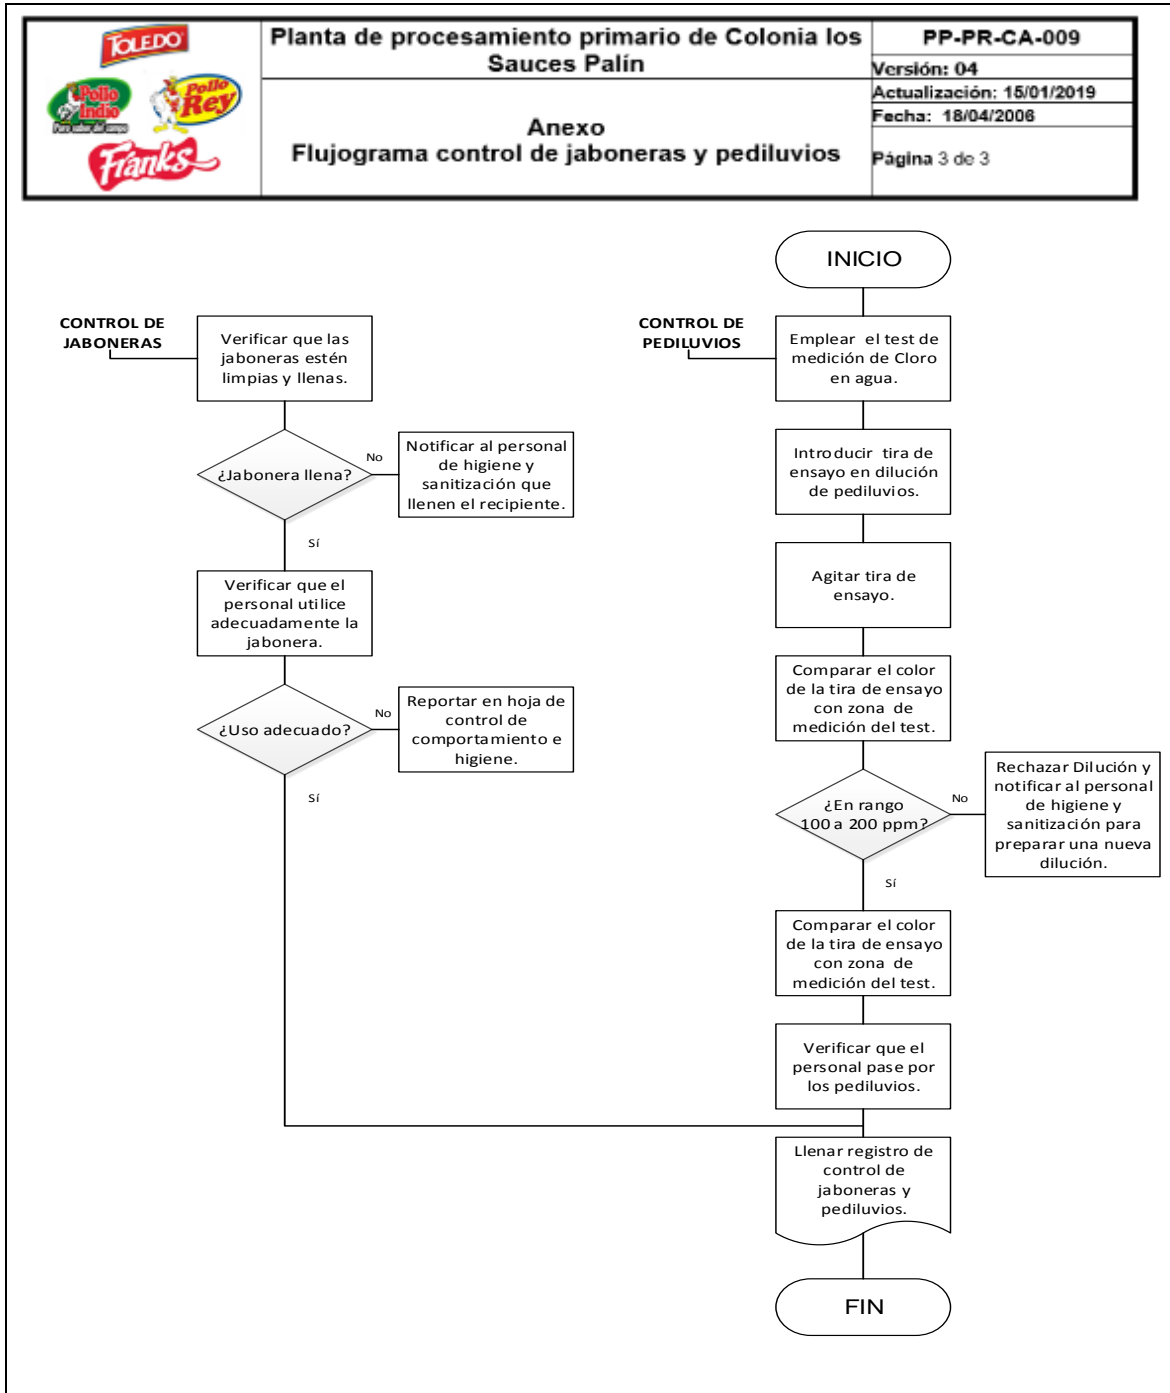 TOLEDO
Pollo
Indio
Pollo
Rey
Franks
Planta de procesamiento primario de Colonia los
Sauces Palín
Anexo
Flujograma control de jaboneras y pediluvios
PP-PR-CA-009
Versión: 04
Actualización: 15/01/2019
Fecha: 18/04/2006
Página 3 de 3
INICIO
CONTROL DE
JABONERAS
Verificar que las
jaboneras estén
limpias y llenas.
¿Jabonera llena?
No
Notificar al personal
de higiene y
sanitización que
llenen el recipiente.
Sí
Verificar que el
personal utilice
adecuadamente la
jabonera.
¿Uso adecuado?
No
Reportar en hoja de
control de
comportamiento e
higiene.
Sí
CONTROL DE
PEDILUVIOS
Emplear el test de
medición de Cloro
en agua.
Introducir tira de
ensayo en dilución
de pediluvios.
Agitar tira de
ensayo.
Comparar el color
de la tira de ensayo
con zona de
medición del test.
¿En rango
100 a 200 ppm?
No
Rechazar Dilución y
notificar al personal
de higiene y
sanitización para
preparar una nueva
dilución.
Sí
Comparar el color
de la tira de ensayo
con zona de
medición del test.
Verificar que el
personal pase por
los pediluvios.
Llenar registro de
control de
jaboneras y
pediluvios.
FIN